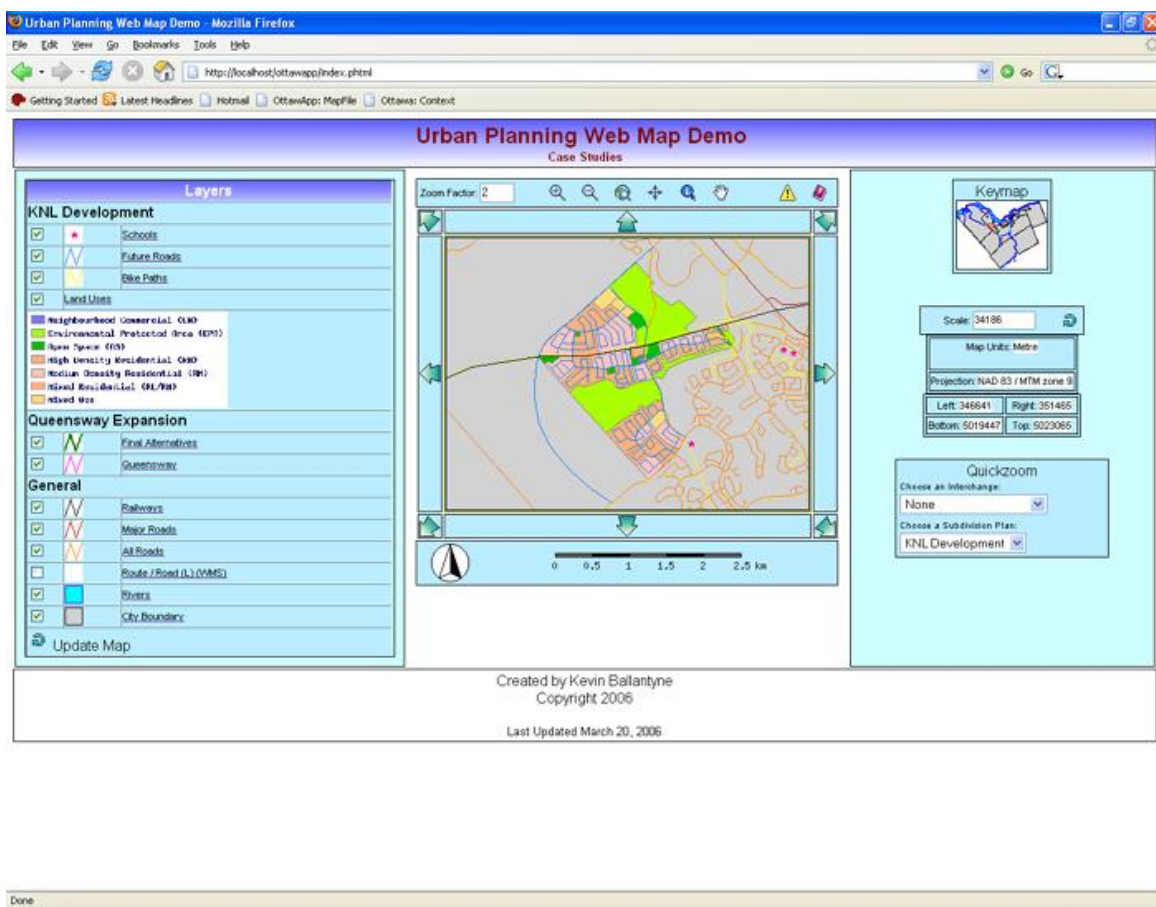 Urban Planning Web Map Demo - Mozilla Firefox
File Edit View Go Bookmarks Tools Help
http://localhost/ottawapp/index.phtml Go
Getting Started Latest Headlines Hotmail OttawApp: MapFile Ottawa: Context
Urban Planning Web Map Demo
Case Studies
Layers
KNL Development
Schools
Future Roads
Bike Paths
Land Uses
Neighbourhood Commercial (LN)
Environmental Protected Area (EPA)
Open Space (OS)
High Density Residential (HD)
Medium Density Residential (RM)
Mixed Residential (RL/RM)
Mixed Use
Queensway Expansion
Final Alternatives
Queensway
General
Railways
Major Roads
All Roads
Route / Road (L) (WMS)
Rivers
City Boundary
Update Map
Zoom Factor: 2
0 0.5 1 1.5 2 2.5 km
Keymap
Scale: 34186
Map Units: Metre
Projection: NAD 83 / MTM zone 9
Left: 346641 Right: 351465
Bottom: 5019447 Top: 5023065
Quickzoom
Choose an Interchange:
None
Choose a Subdivision Plan:
KNL Development
Created by Kevin Ballantyne
Copyright 2006
Last Updated March 20, 2006
Done